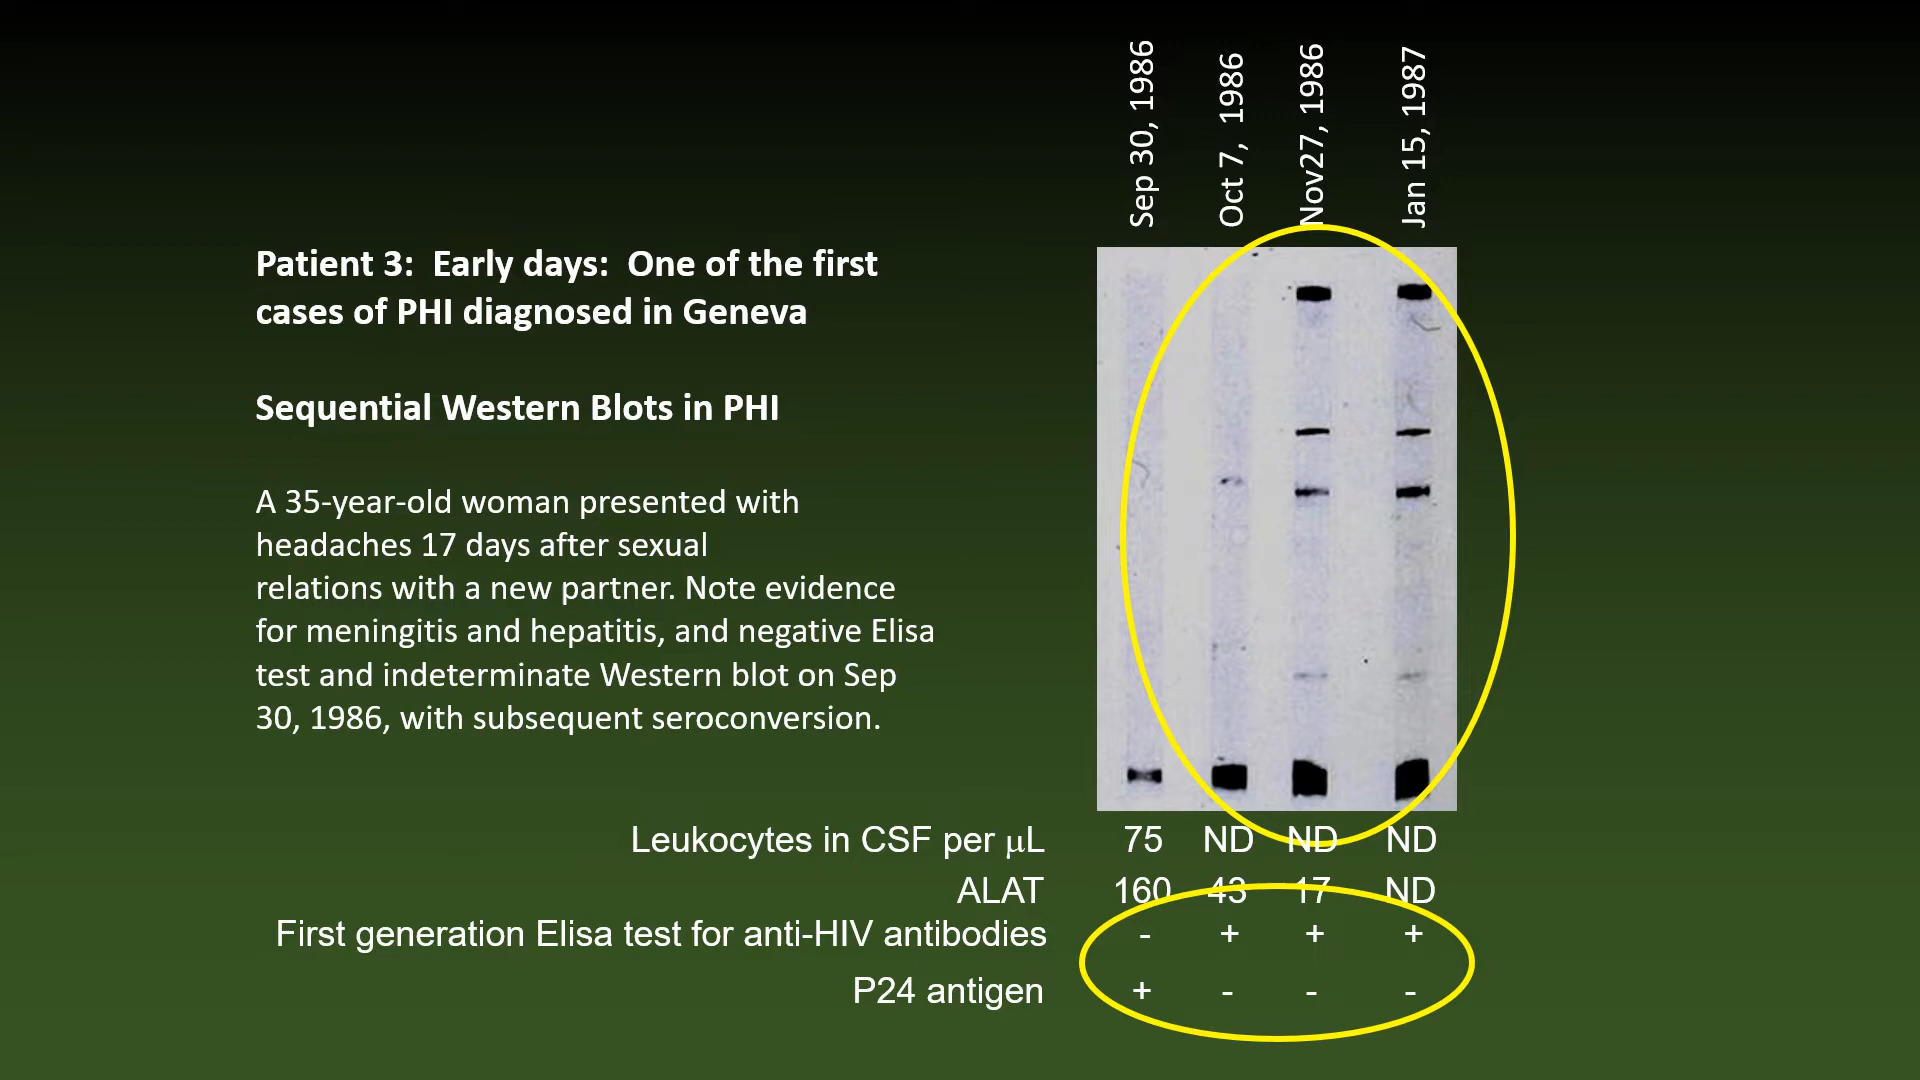 Sep 30, 1986
Oct 7, 1986
Nov27, 1986
Jan 15, 1987
Patient 3: Early days: One of the first
cases of PHI diagnosed in Geneva
Sequential Western Blots in PHI
A 35-year-old woman presented with
headaches 17 days after sexual
relations with a new partner. Note evidence
for meningitis and hepatitis, and negative Elisa
test and indeterminate Western blot on Sep
30, 1986, with subsequent seroconversion.
Leukocytes in CSF per µL 75 ND ND ND
ALAT 160 43 17 ND
First generation Elisa test for anti-HIV antibodies - + + +
P24 antigen + - - -